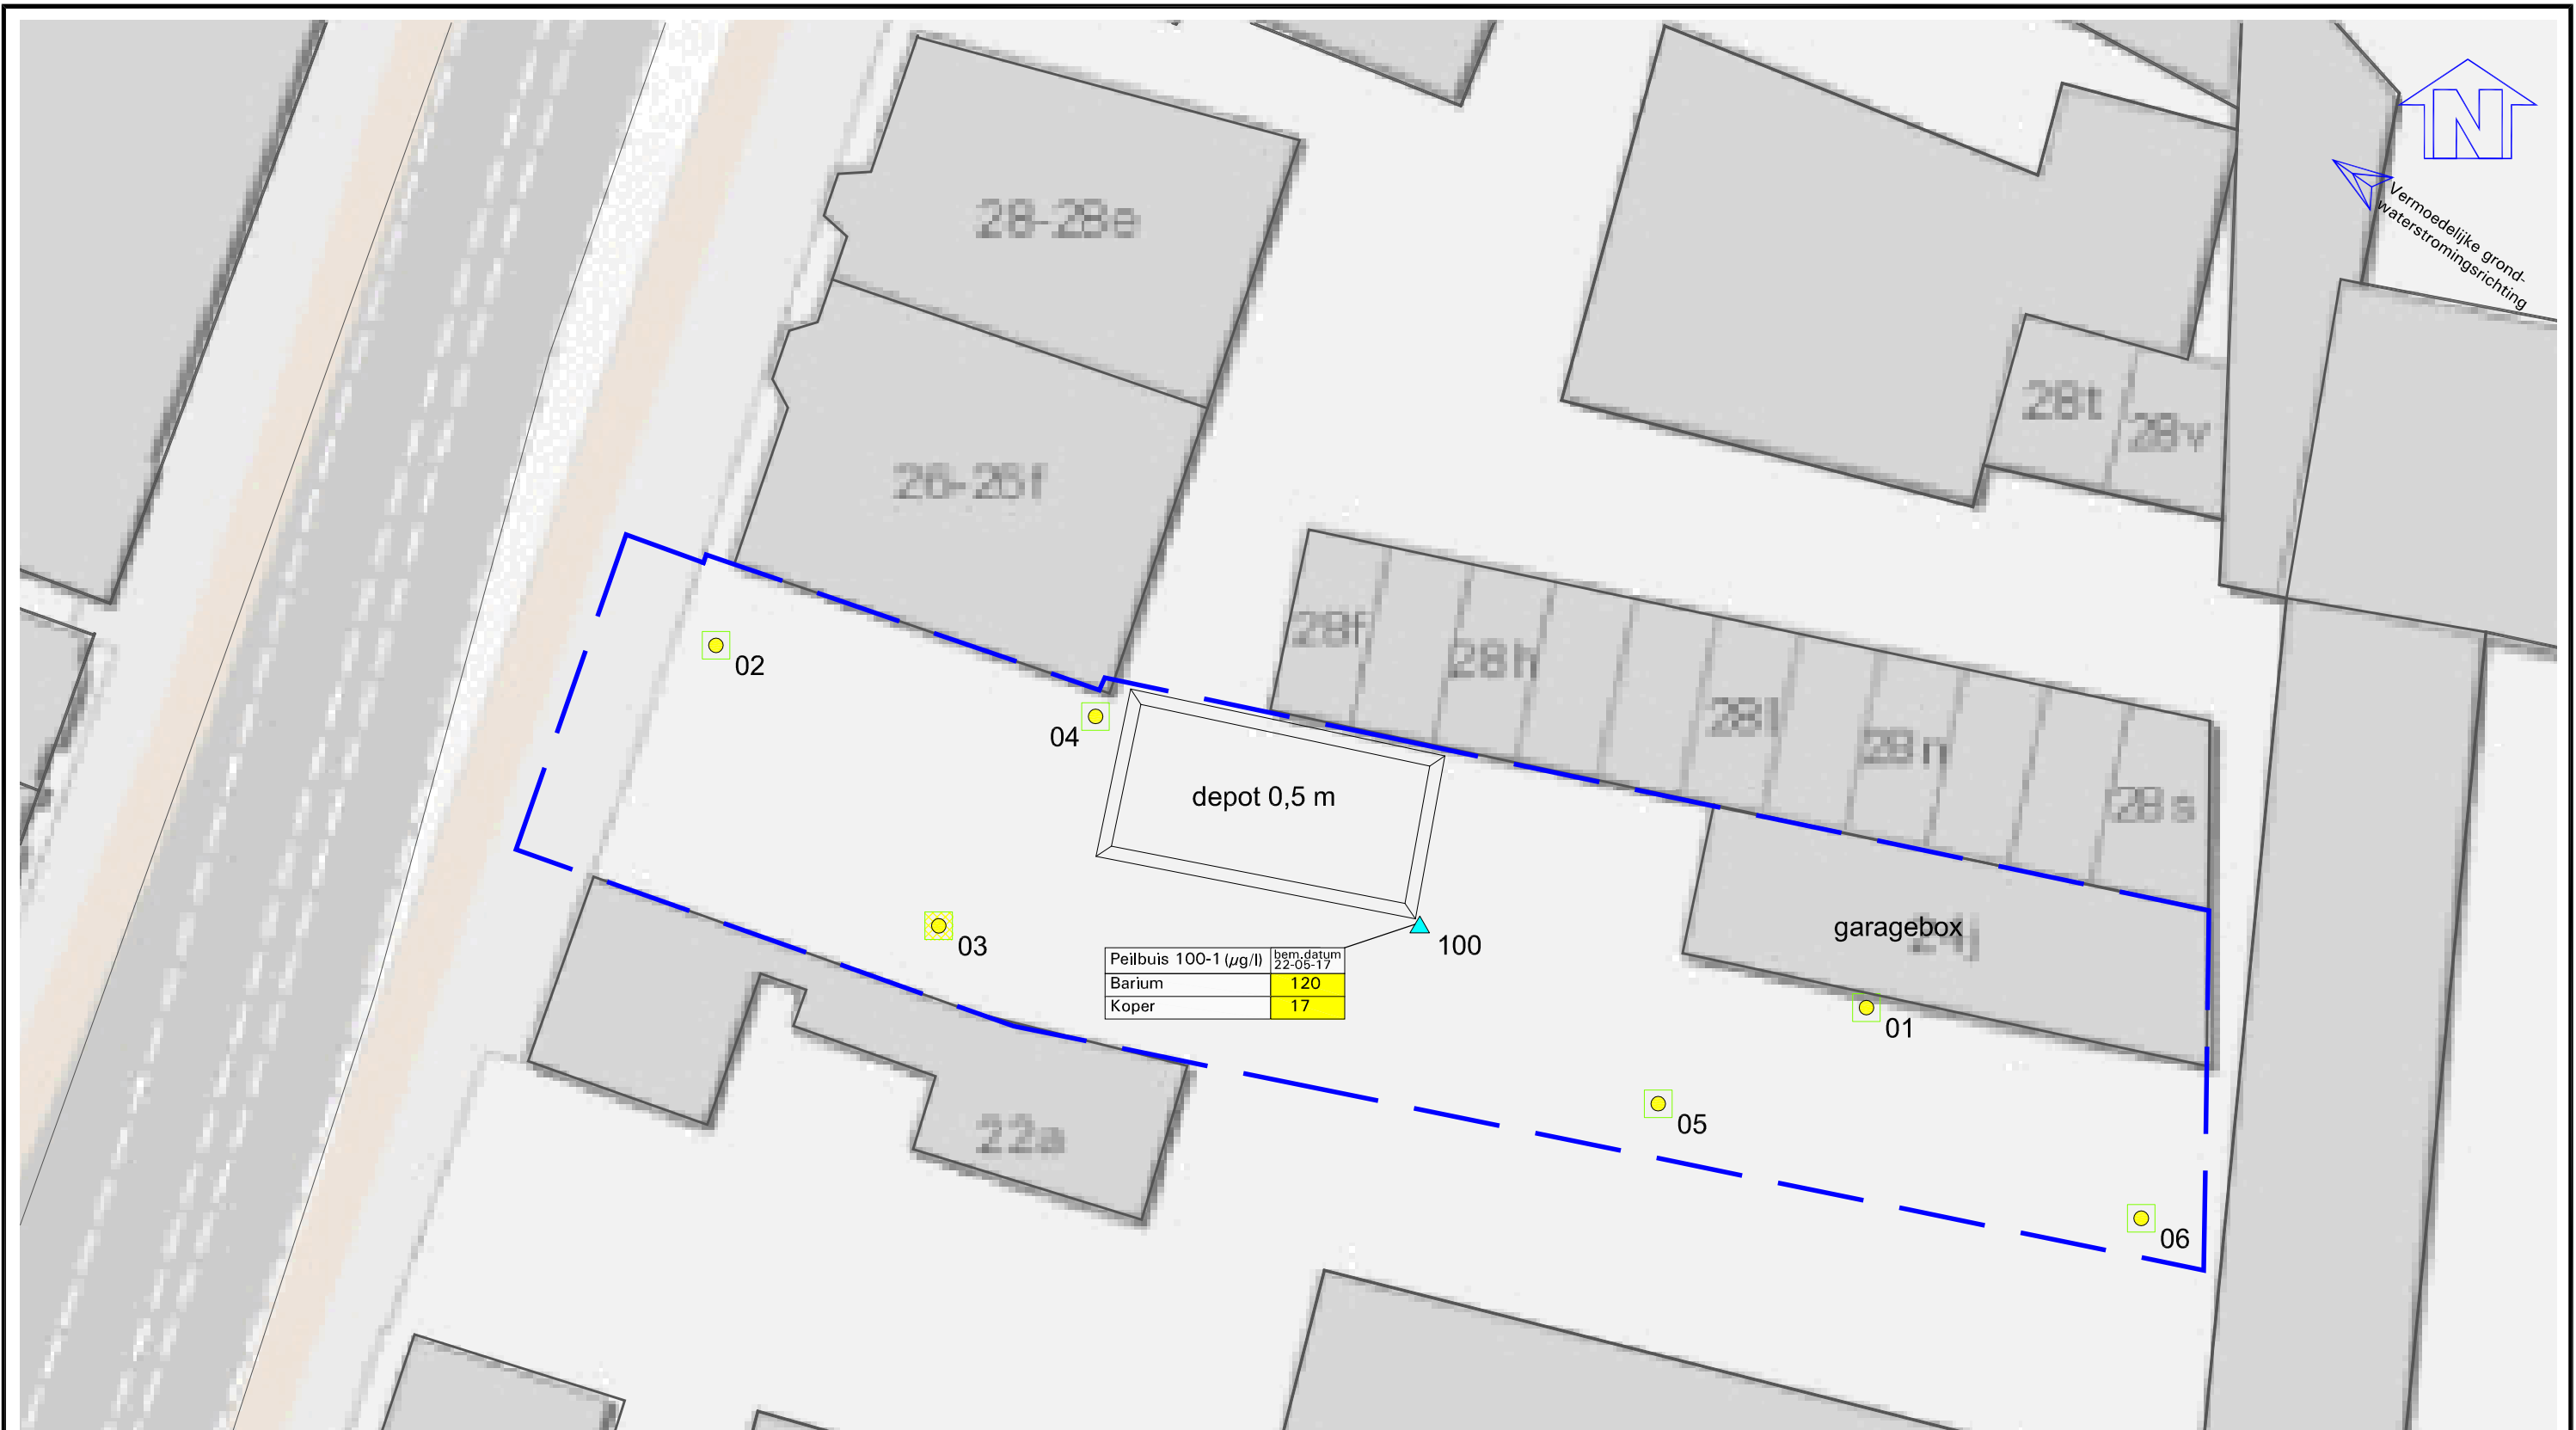 N
Vermoedelijke grond-
waterstromingsrichting
28-28e
26-26f
28t
28v
28f
28h
28l
28n
28s
02
04
depot 0,5 m
garagebox
03
100
Peilbuis 100-1 (µg/l) bem.datum 22-05-17
Barium 120
Koper 17
01
05
22a
06